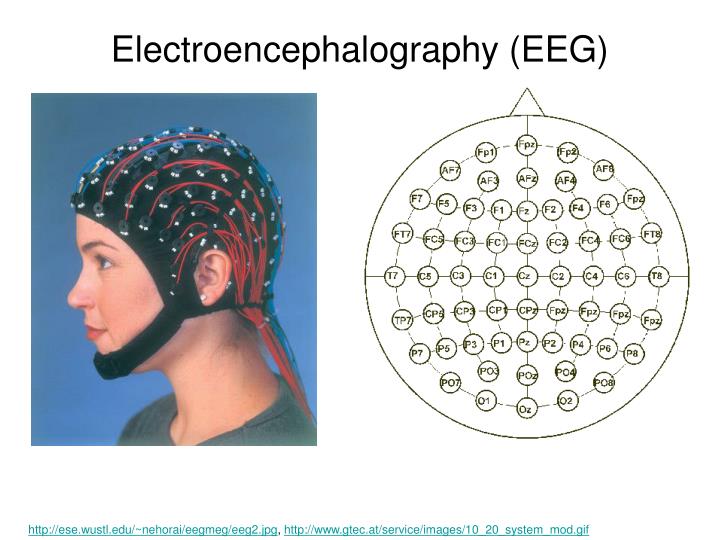 Electroencephalography (EEG)
Fpz
Fp1 Fp2
AF7 AF3 AFz AF4 AF8
F7 F5 F3 F1 Fz F2 F4 F6 Fpz
FT7 FC5 FC3 FC1 FCz FC2 FC4 FC6 FT8
T7 C5 C3 C1 Cz C2 C4 C6 T8
TP7 CP5 CP3 CP1 CPz Fpz Fpz Fpz Fpz
P7 P5 P3 P1 Pz P2 P4 P6 P8
PO7 PO3 POz PO4 PO8
O1 Oz O2
http://ese.wustl.edu/~nehorai/eegmeg/eeg2.jpg, http://www.gtec.at/service/images/10_20_system_mod.gif